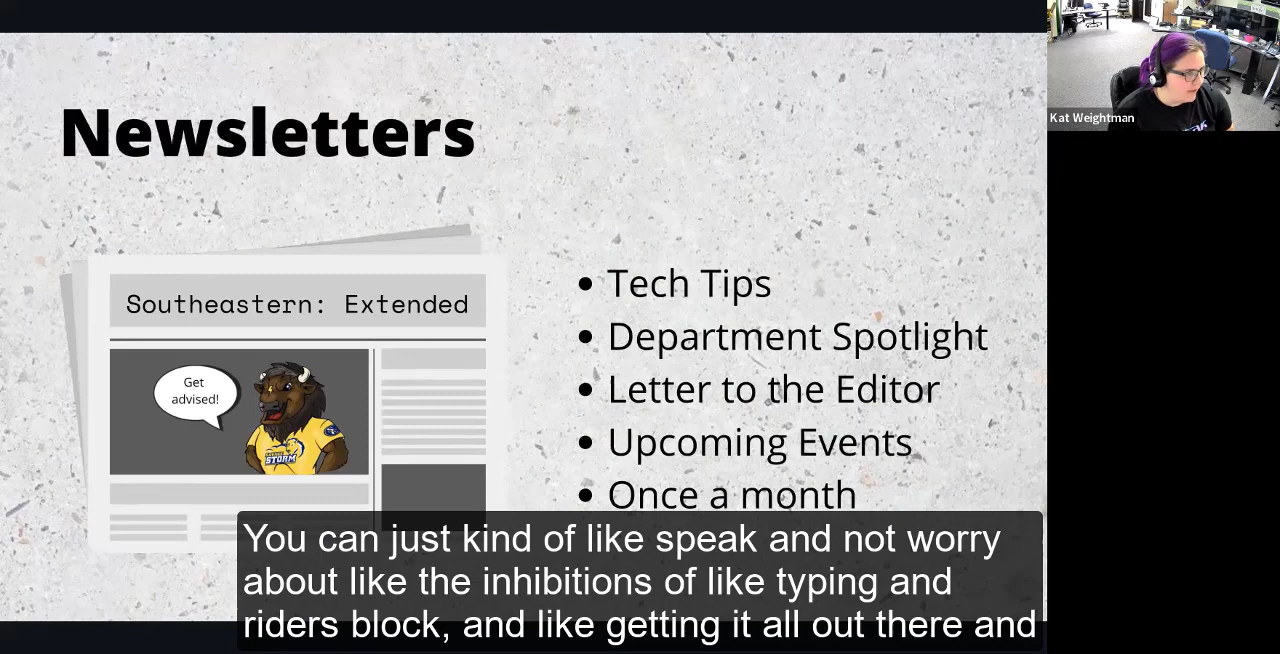 Newsletters
Southeastern: Extended
Get
advised!
STORM
• Tech Tips
• Department Spotlight
• Letter to the Editor
• Upcoming Events
• Once a month
You can just kind of like speak and not worry
about like the inhibitions of like typing and
riders block, and like getting it all out there and
Kat Weightman